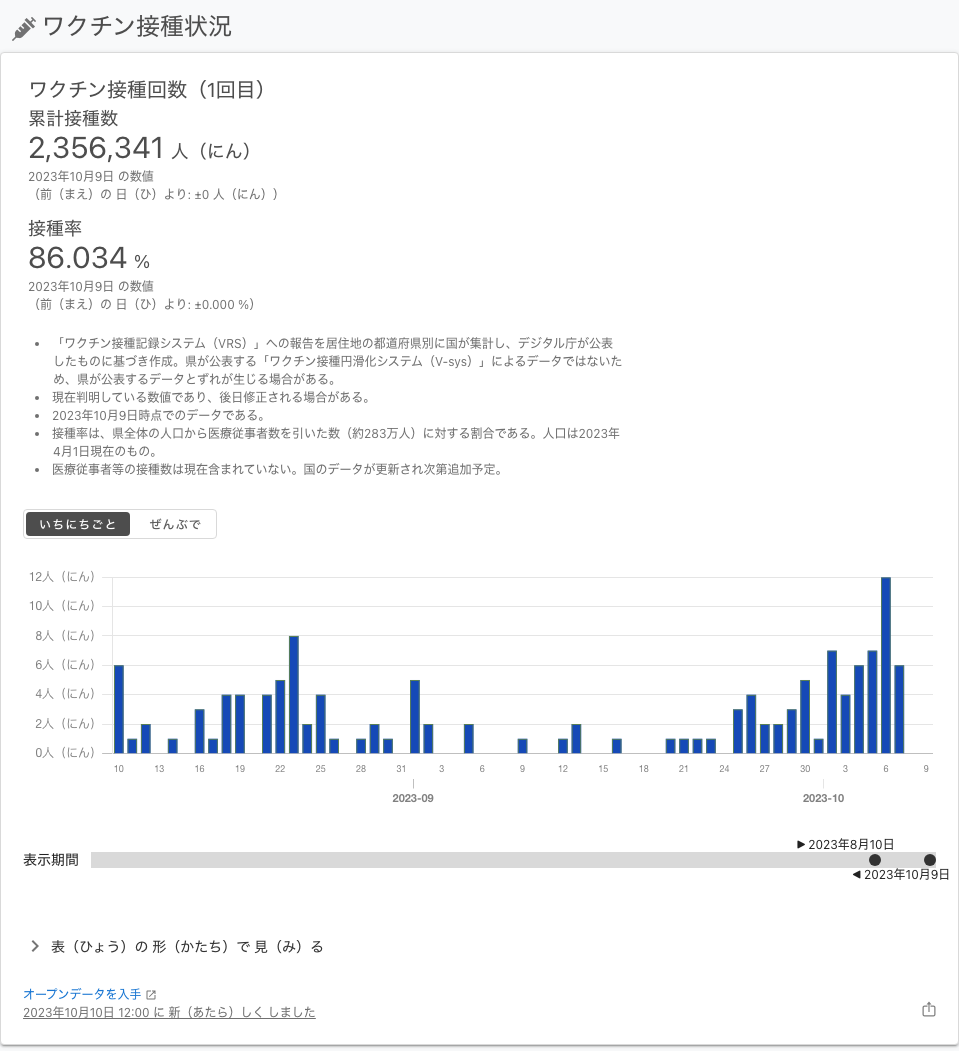 ワクチン接種状況
ワクチン接種回数（1回目）
累計接種数
2,356,341 人（にん）
2023年10月9日 の数値
（前（まえ）の 日（ひ）より: ±0 人（にん））
接種率
86.034 %
2023年10月9日 の数値
（前（まえ）の 日（ひ）より: ±0.000 %）
• 「ワクチン接種記録システム（VRS）」への報告を居住地の都道府県別に国が集計し、デジタル庁が公表
したものに基づき作成。県が公表する「ワクチン接種円滑化システム（V-sys）」によるデータではないた
め、県が公表するデータとずれが生じる場合がある。
• 現在判明している数値であり、後日修正される場合がある。
• 2023年10月9日時点でのデータである。
• 接種率は、県全体の人口から医療従事者数を引いた数（約283万人）に対する割合である。人口は2023年
4月1日現在のもの。
• 医療従事者等の接種数は現在含まれていない。国のデータが更新され次第追加予定。
いちにちごと ぜんぶで
12人（にん）
10人（にん）
8人（にん）
6人（にん）
4人（にん）
2人（にん）
0人（にん）
10 13 16 19 22 25 28 31 3 6 9 12 15 18 21 24 27 30 3 6 9
2023-09 2023-10
▶ 2023年8月10日
表示期間
◀ 2023年10月9日
表（ひょう）の 形（かたち）で 見（み）る
オープンデータを入手
2023年10月10日 12:00 に 新（あたら）しく しました